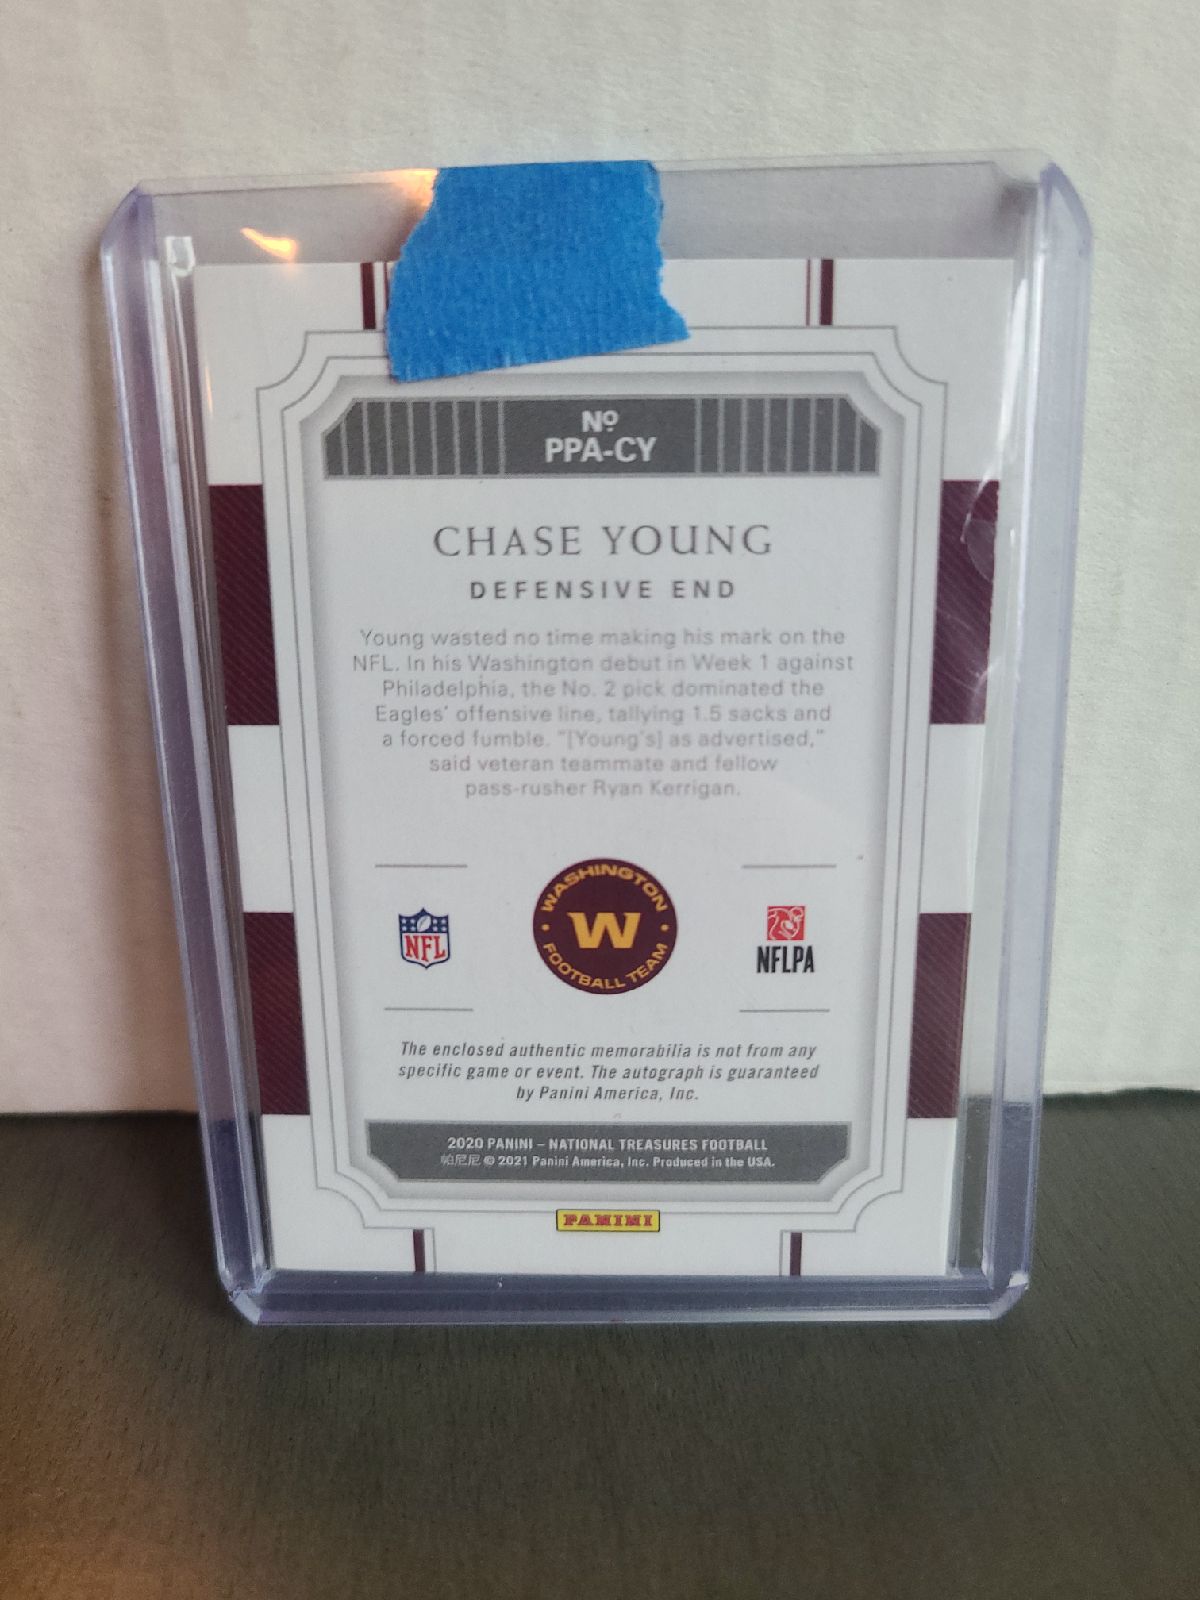 Nº
PPA-CY
CHASE YOUNG
DEFENSIVE END
Young wasted no time making his mark on the
NFL. In his Washington debut in Week 1 against
Philadelphia, the No. 2 pick dominated the
Eagles' offensive line, tallying 1.5 sacks and
a forced fumble. "[Young's] as advertised,"
said veteran teammate and fellow
pass-rusher Ryan Kerrigan.
NFL
WASHINGTON
W
FOOTBALL TEAM
NFLPA
The enclosed authentic memorabilia is not from any
specific game or event. The autograph is guaranteed
by Panini America, Inc.
2020 PANINI – NATIONAL TREASURES FOOTBALL
帕尼尼 © 2021 Panini America, Inc. Produced in the USA.
PANINI